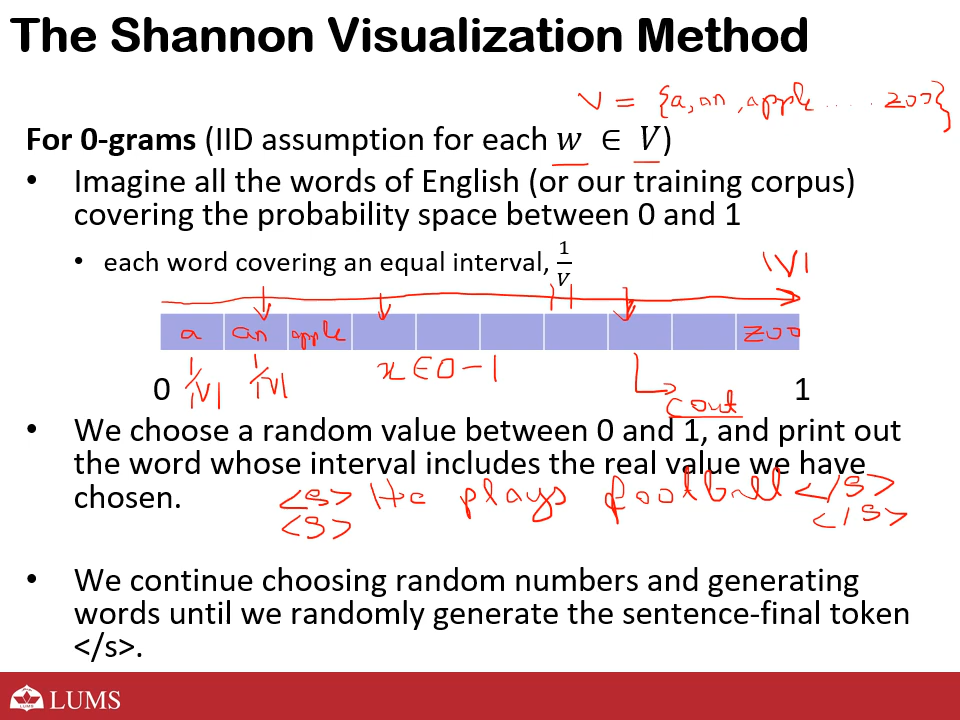 The Shannon Visualization Method
V = {a, an, apple .... zoo}
For 0-grams (IID assumption for each w ∈ V)
• Imagine all the words of English (or our training corpus)
covering the probability space between 0 and 1
• each word covering an equal interval, 1/V
|V|
a an apple zoo
1/|V| 1/|V| x ∈ 0 - 1
0 1
• We choose a random value between 0 and 1, and print out
the word whose interval includes the real value we have
chosen.
<s> He plays football </s>
<s> </s>
• We continue choosing random numbers and generating
words until we randomly generate the sentence-final token
</s>.
LUMS